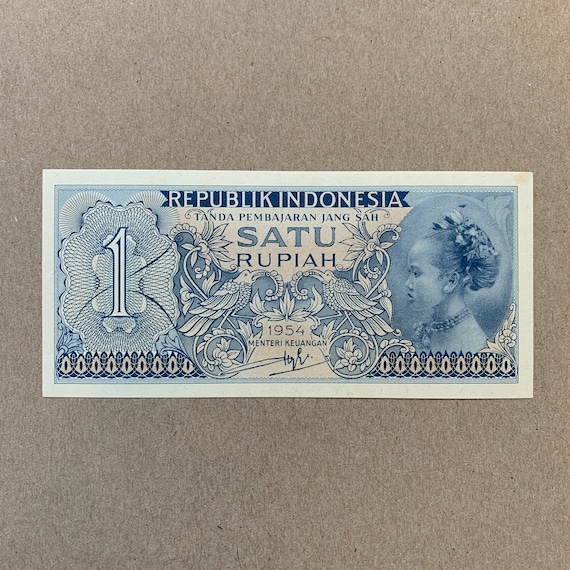 REPUBLIK INDONESIA
TANDA PEMBAJARAN JANG SAH
1
SATU
RUPIAH
1954
MENTERI KEUANGAN